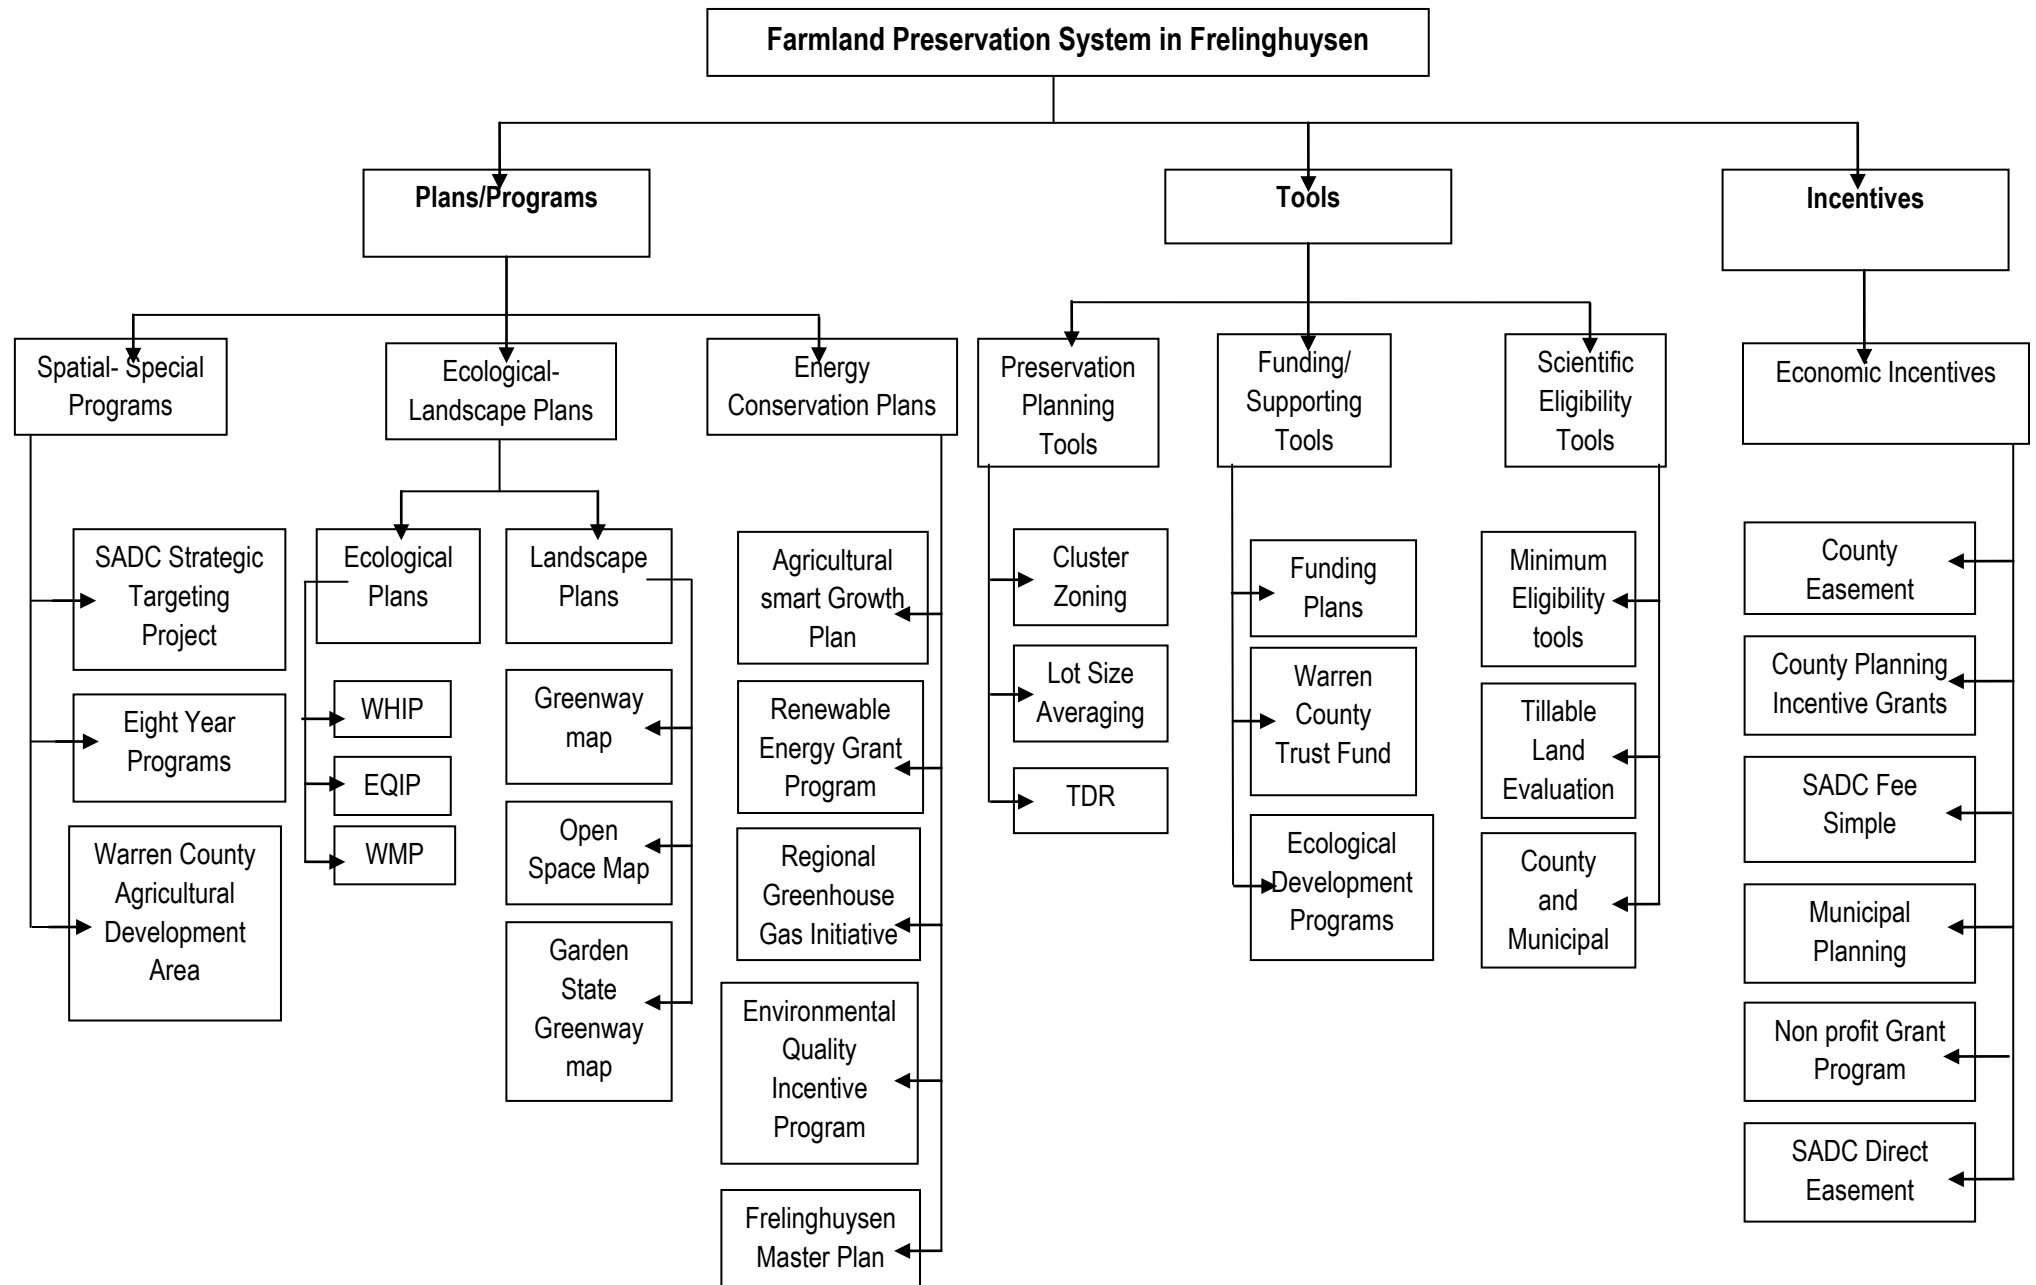 Farmland Preservation System in Frelinghuysen
Plans/Programs
Tools
Incentives
Spatial- Special
Programs
Ecological-
Landscape Plans
Energy
Conservation Plans
Preservation
Planning
Tools
Funding/
Supporting
Tools
Scientific
Eligibility
Tools
Economic Incentives
SADC Strategic
Targeting
Project
Eight Year
Programs
Warren County
Agricultural
Development
Area
Ecological
Plans
WHIP
EQIP
WMP
Landscape
Plans
Greenway
map
Open
Space Map
Garden
State
Greenway
map
Agricultural
smart Growth
Plan
Renewable
Energy Grant
Program
Regional
Greenhouse
Gas Initiative
Environmental
Quality
Incentive
Program
Frelinghuysen
Master Plan
Cluster
Zoning
Lot Size
Averaging
TDR
Funding
Plans
Warren
County
Trust Fund
Ecological
Development
Programs
Minimum
Eligibility
tools
Tillable
Land
Evaluation
County
and
Municipal
County
Easement
County Planning
Incentive Grants
SADC Fee
Simple
Municipal
Planning
Non profit Grant
Program
SADC Direct
Easement